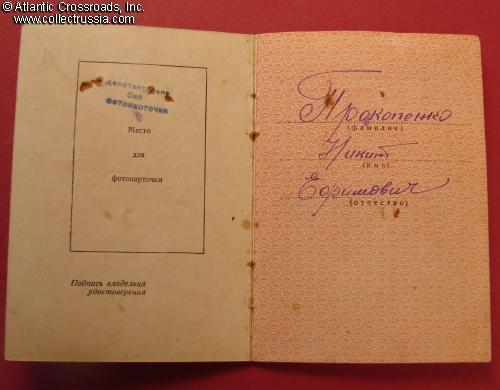 © Atlantic Crossroads, Inc.
www.collectrussia.com
действительно
без
фотокарточки
Место
для
фотокарточки
Подпись владельца
удостоверения
Прокопенко
(фамилия)
Никит
(имя)
Ефимович
(отчество)